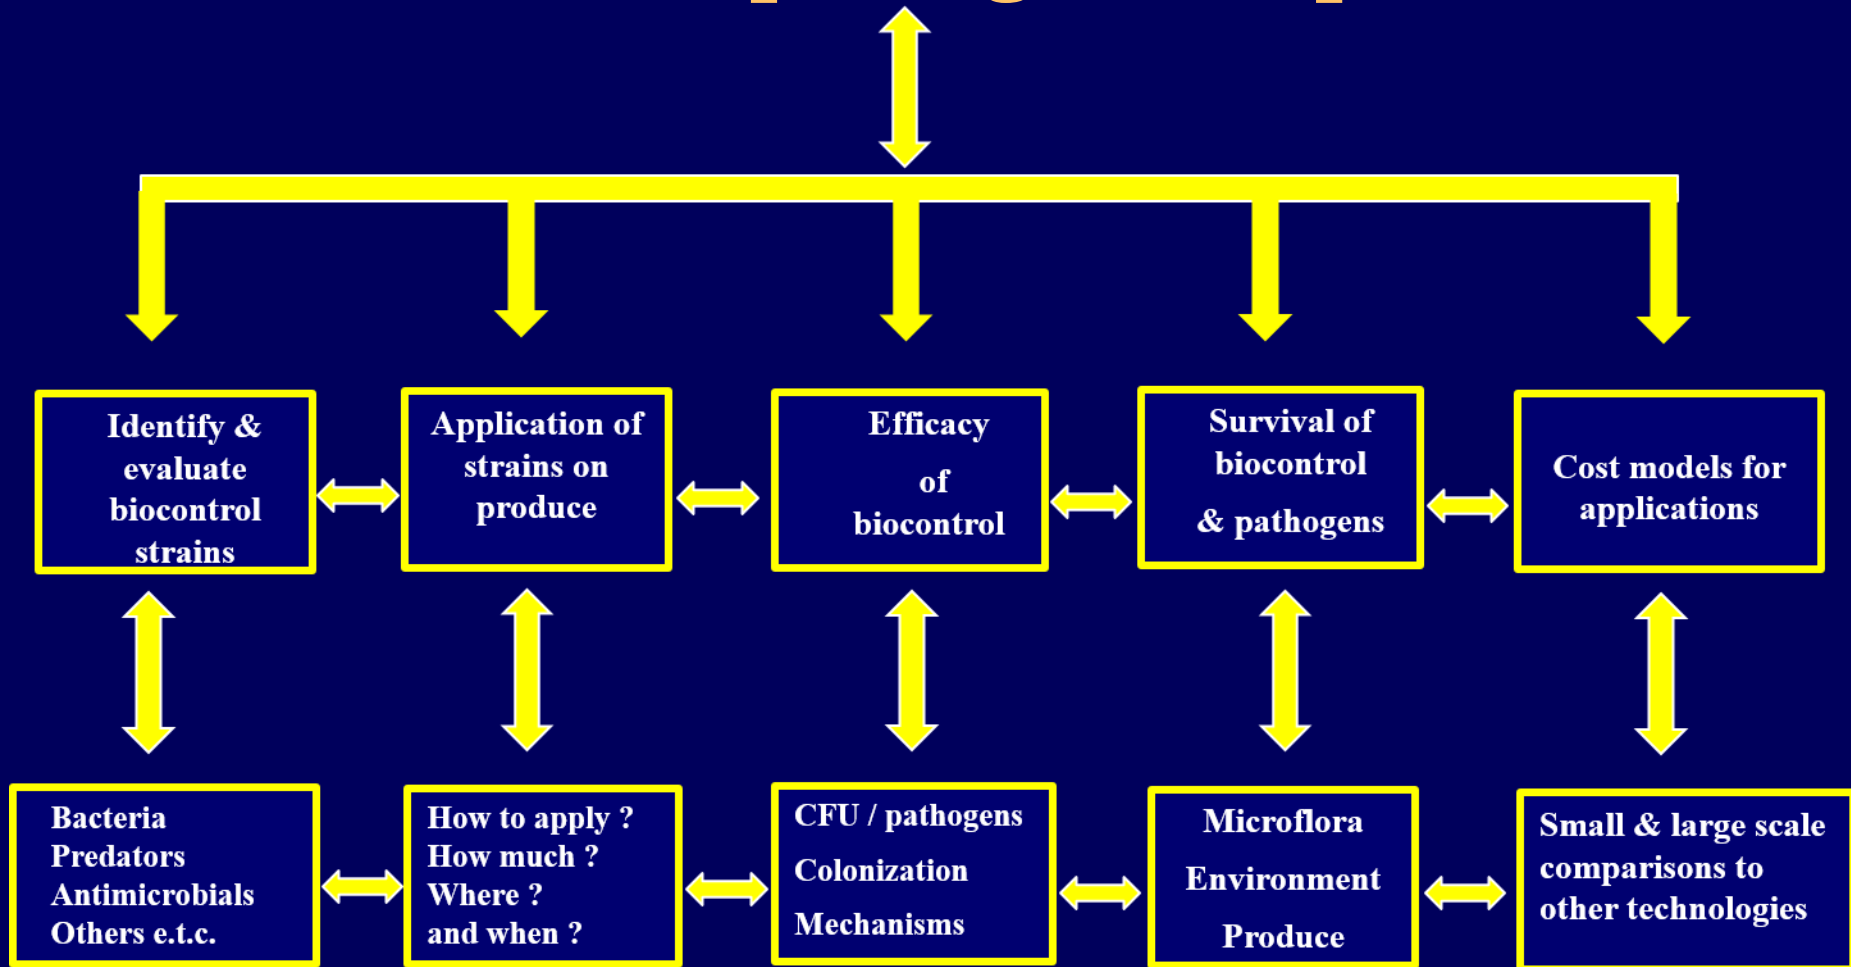 Identify &
evaluate
biocontrol
strains
Application of
strains on
produce
Efficacy
of
biocontrol
Survival of
biocontrol
& pathogens
Cost models for
applications
Bacteria
Predators
Antimicrobials
Others e.t.c.
How to apply ?
How much ?
Where ?
and when ?
CFU / pathogens
Colonization
Mechanisms
Microflora
Environment
Produce
Small & large scale
comparisons to
other technologies